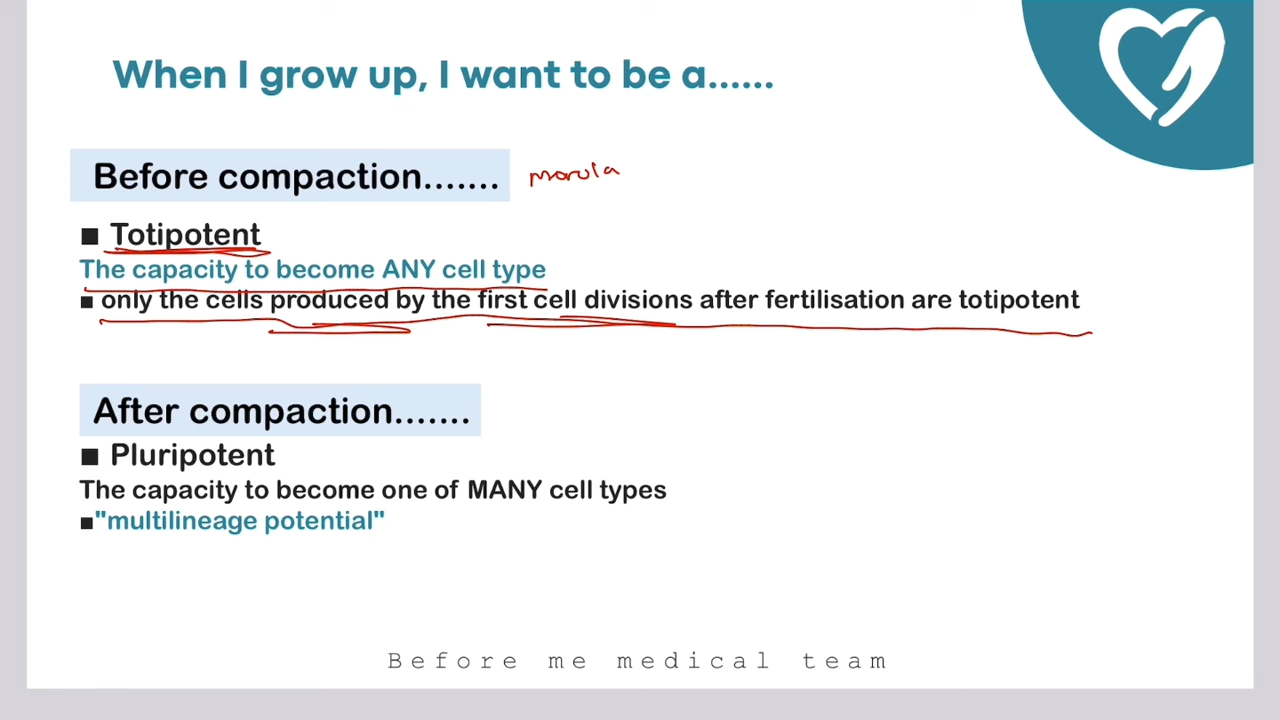 When I grow up, I want to be a......
Before compaction....... morula
■ Totipotent
The capacity to become ANY cell type
■ only the cells produced by the first cell divisions after fertilisation are totipotent
After compaction.......
■ Pluripotent
The capacity to become one of MANY cell types
■"multilineage potential"
Before me medical team